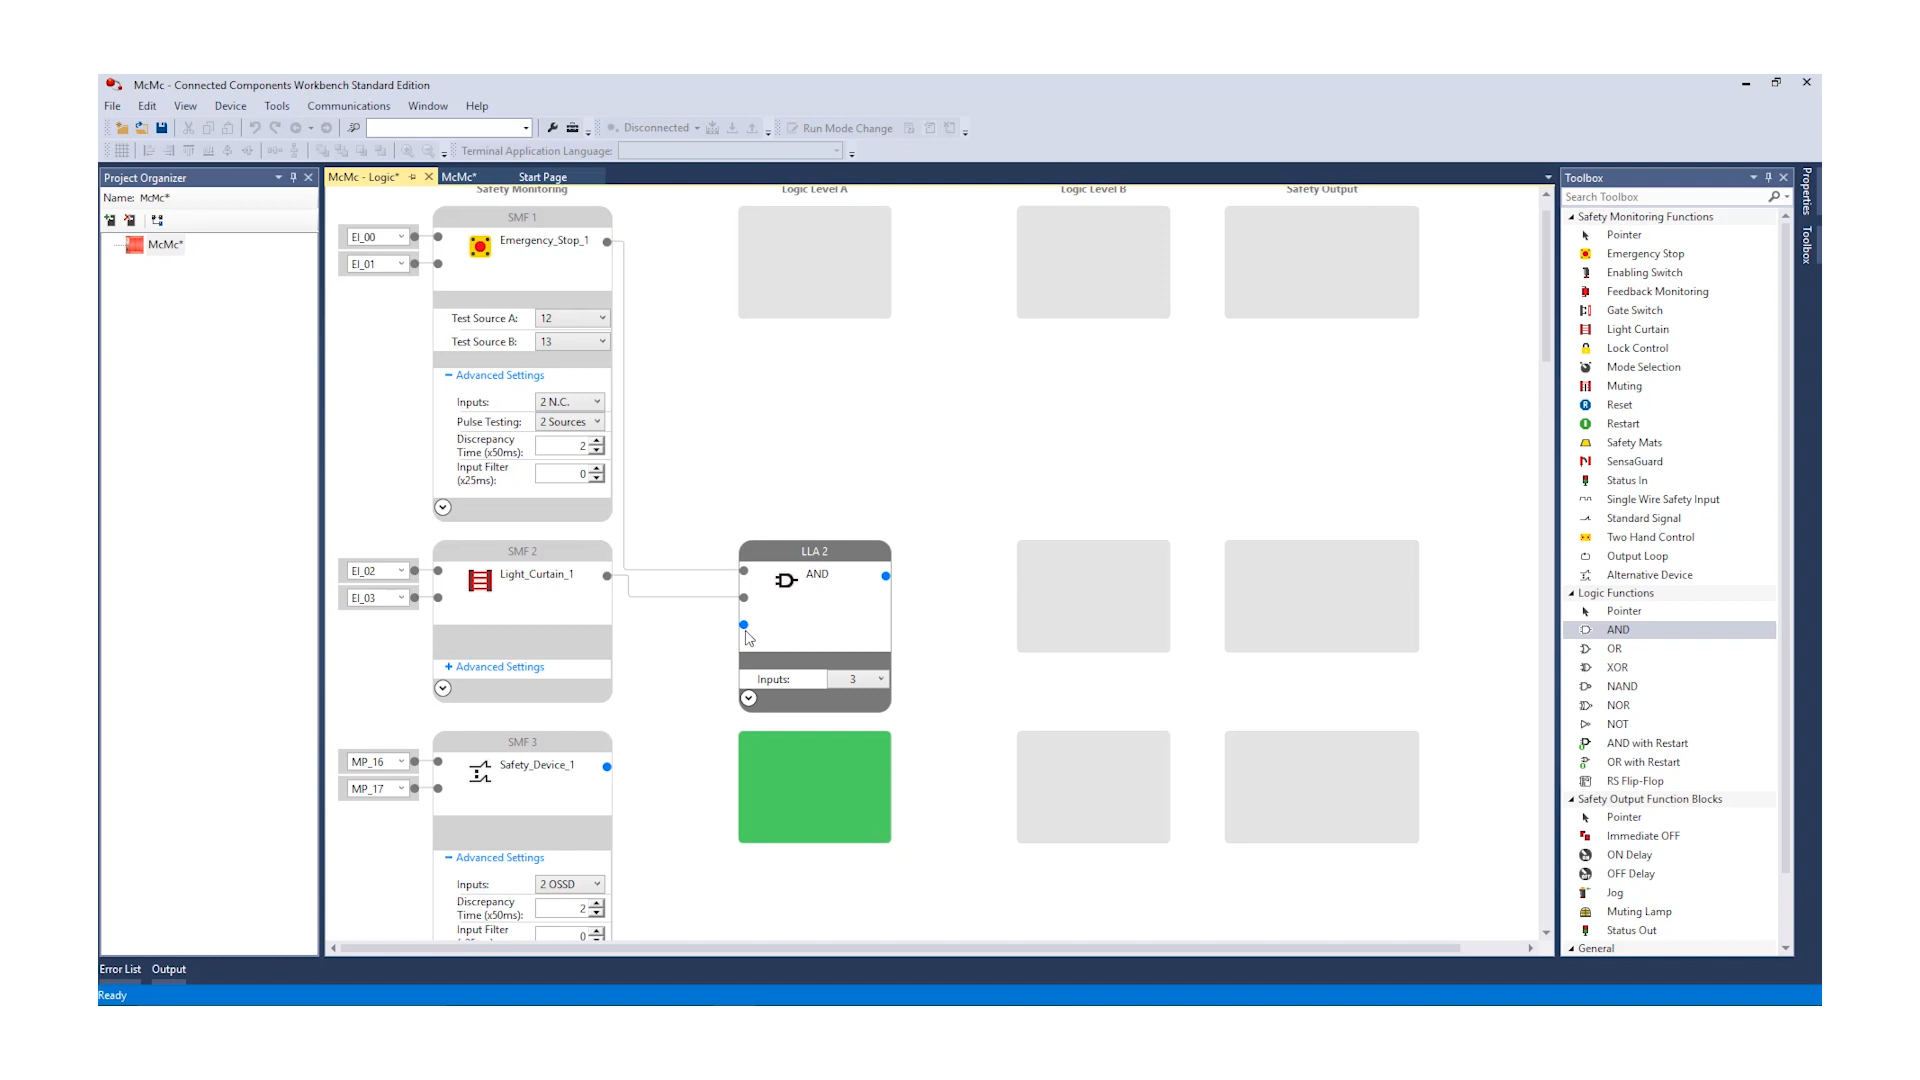 McMc - Connected Components Workbench Standard Edition
File Edit View Device Tools Communications Window Help
Disconnected Run Mode Change
Terminal Application Language:
Project Organizer
Name: McMc*
McMc*
McMc - Logic* McMc* Start Page
Safety Monitoring Logic Level A Logic Level B Safety Output
SMF 1
EI_00 Emergency_Stop_1
EI_01
Test Source A: 12
Test Source B: 13
Advanced Settings
Inputs: 2 N.C.
Pulse Testing: 2 Sources
Discrepancy
Time (x50ms): 2
Input Filter
(x25ms): 0
SMF 2
EI_02 Light_Curtain_1
EI_03
+ Advanced Settings
LLA 2
AND
Inputs: 3
SMF 3
MP_16 Safety_Device_1
MP_17
Advanced Settings
Inputs: 2 OSSD
Discrepancy
Time (x50ms): 2
Input Filter 0
Toolbox
Search Toolbox
Safety Monitoring Functions
Pointer
Emergency Stop
Enabling Switch
Feedback Monitoring
Gate Switch
Light Curtain
Lock Control
Mode Selection
Muting
Reset
Restart
Safety Mats
SensaGuard
Status In
Single Wire Safety Input
Standard Signal
Two Hand Control
Output Loop
Alternative Device
Logic Functions
Pointer
AND
OR
XOR
NAND
NOR
NOT
AND with Restart
OR with Restart
RS Flip-Flop
Safety Output Function Blocks
Pointer
Immediate OFF
ON Delay
OFF Delay
Jog
Muting Lamp
Status Out
General
Properties
Toolbox
Error List Output
Ready